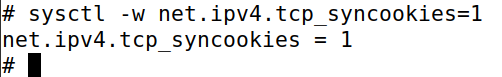 # sysctl -w net.ipv4.tcp_syncookies=1
net.ipv4.tcp_syncookies = 1
#